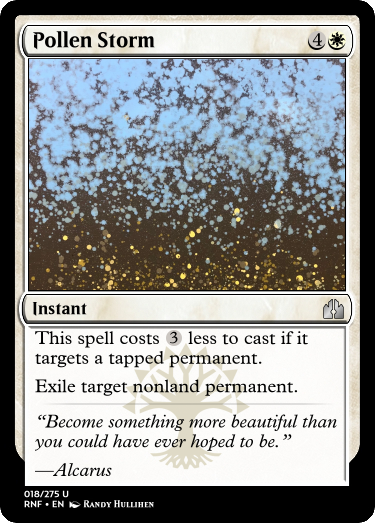 Pollen Storm 4
Instant
This spell costs 3 less to cast if it
targets a tapped permanent.
Exile target nonland permanent.
“Become something more beautiful than
you could have ever hoped to be.”
—Alcarus
018/275 U
RNF • EN Randy Hullihen